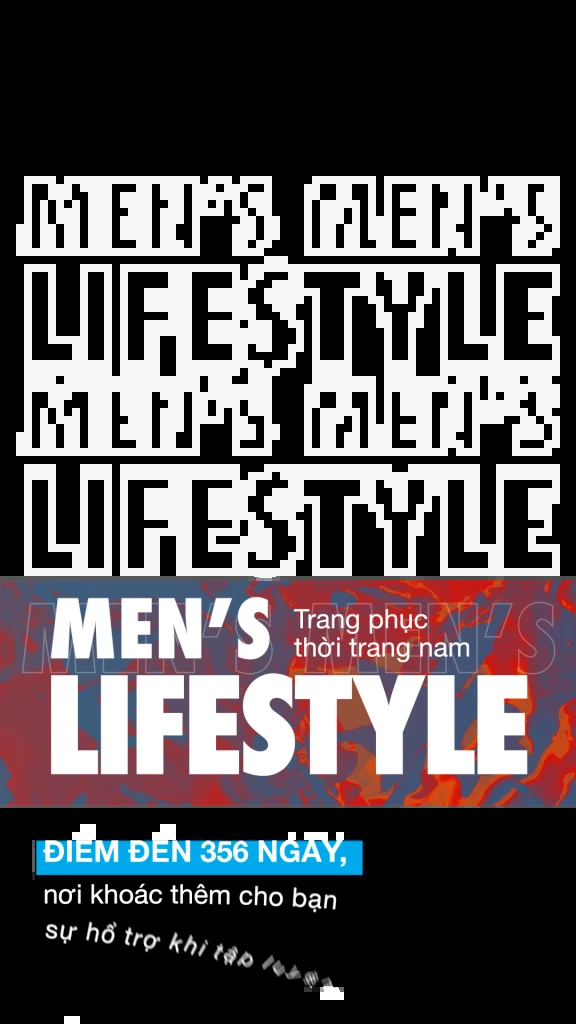 MEN'S MEN'S
LIFESTYLE
MEN'S MEN'S
LIFESTYLE
MEN'S
Trang phục
thời trang nam
LIFESTYLE
ĐIỂM ĐẾN 356 NGÀY,
nơi khoác thêm cho bạn
sự hổ trợ khi tập